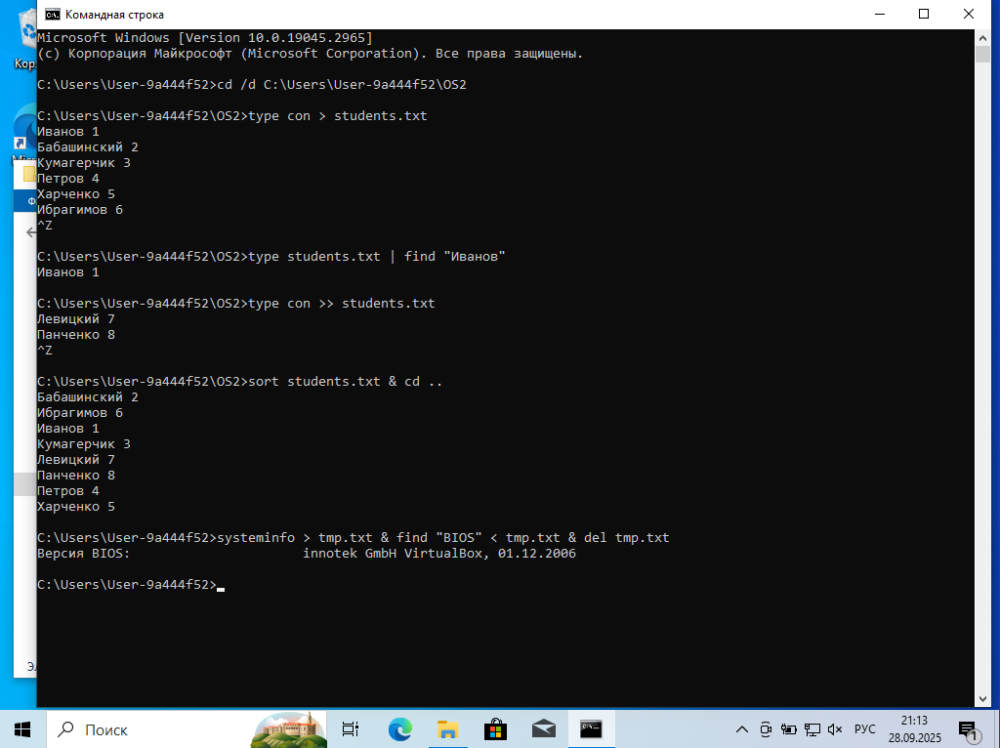 Командная строка
Microsoft Windows [Version 10.0.19045.2965]
(c) Корпорация Майкрософт (Microsoft Corporation). Все права защищены.
C:\Users\User-9a444f52>cd /d C:\Users\User-9a444f52\OS2
C:\Users\User-9a444f52\OS2>type con > students.txt
Иванов 1
Бабашинский 2
Кумагерчик 3
Петров 4
Харченко 5
Ибрагимов 6
^Z
C:\Users\User-9a444f52\OS2>type students.txt | find "Иванов"
Иванов 1
C:\Users\User-9a444f52\OS2>type con >> students.txt
Левицкий 7
Панченко 8
^Z
C:\Users\User-9a444f52\OS2>sort students.txt & cd ..
Бабашинский 2
Ибрагимов 6
Иванов 1
Кумагерчик 3
Левицкий 7
Панченко 8
Петров 4
Харченко 5
C:\Users\User-9a444f52>systeminfo > tmp.txt & find "BIOS" < tmp.txt & del tmp.txt
Версия BIOS: innotek GmbH VirtualBox, 01.12.2006
C:\Users\User-9a444f52>
Поиск
РУС
21:13
28.09.2025
1